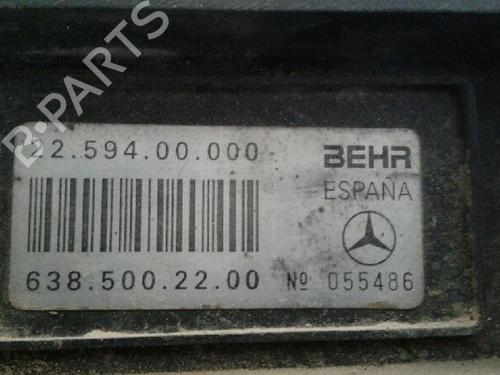 B-PARTS
22.594.00.000
BEHR
ESPAÑA
638.500.22.00 Nº 055486